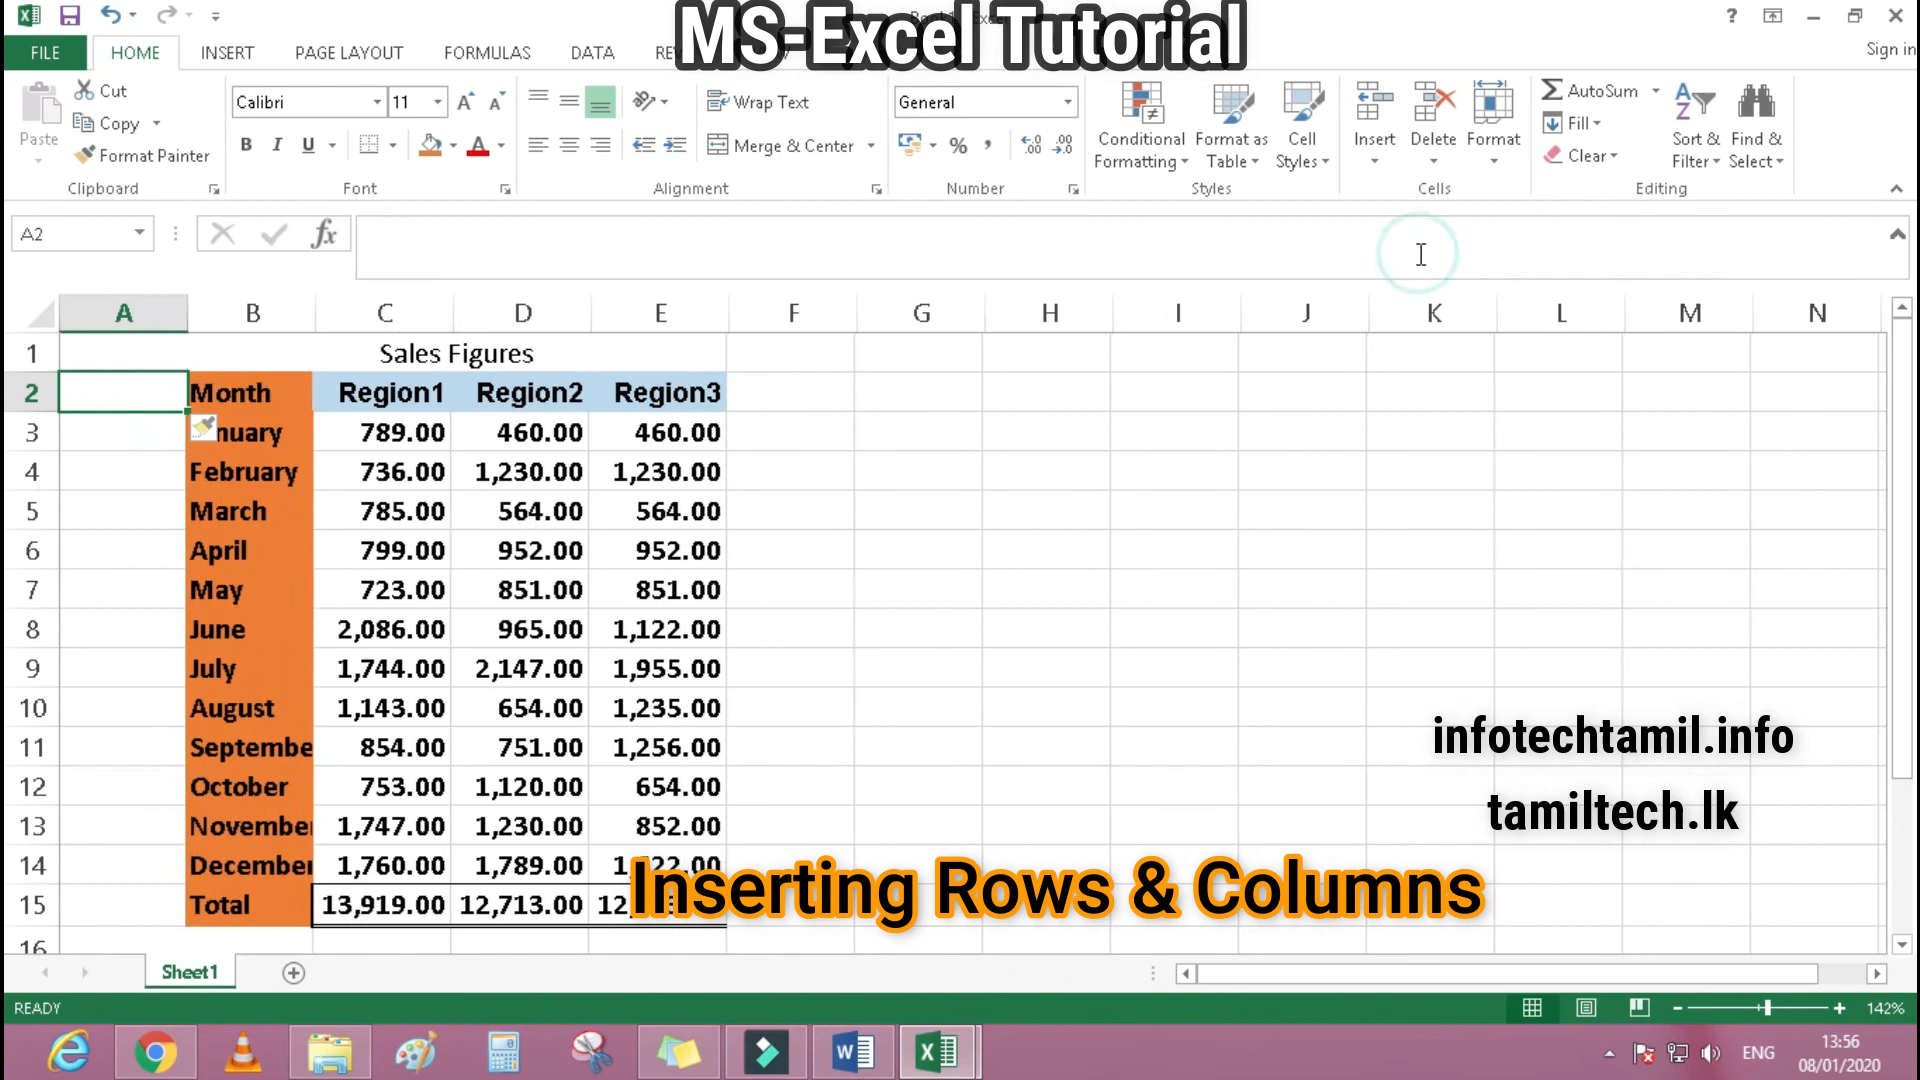 MS-Excel Tutorial
Sign in
FILE HOME INSERT PAGE LAYOUT FORMULAS DATA
Cut
Copy
Format Painter
Paste
Clipboard
Calibri 11
B I U
Font
Wrap Text
Merge & Center
Alignment
General
%
Number
Conditional Formatting
Format as Table
Cell Styles
Styles
Insert Delete Format
Cells
AutoSum
Fill
Clear
Sort & Filter
Find & Select
Editing
A2 fx
A B C D E F G H I J K L M N
1 Sales Figures
2 Month Region1 Region2 Region3
3 nuary 789.00 460.00 460.00
4 February 736.00 1,230.00 1,230.00
5 March 785.00 564.00 564.00
6 April 799.00 952.00 952.00
7 May 723.00 851.00 851.00
8 June 2,086.00 965.00 1,122.00
9 July 1,744.00 2,147.00 1,955.00
10 August 1,143.00 654.00 1,235.00
11 Septembe 854.00 751.00 1,256.00
12 October 753.00 1,120.00 654.00
13 November 1,747.00 1,230.00 852.00
14 December 1,760.00 1,789.00
15 Total 13,919.00 12,713.00
16
infotechtamil.info
tamiltech.lk
Inserting Rows & Columns
Sheet1
READY
142%
ENG
13:56
08/01/2020